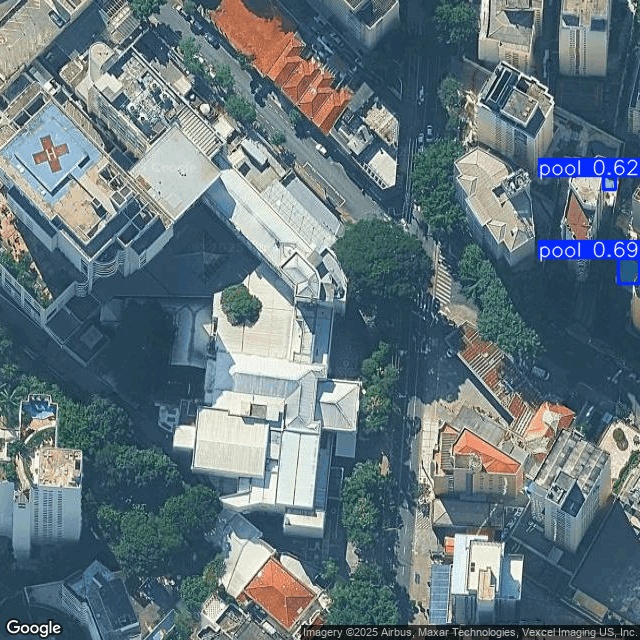 pool 0.62
pool 0.69
H
Google
Imagery ©2025 Airbus, Maxar Technologies, Vexcel Imaging US, Inc.